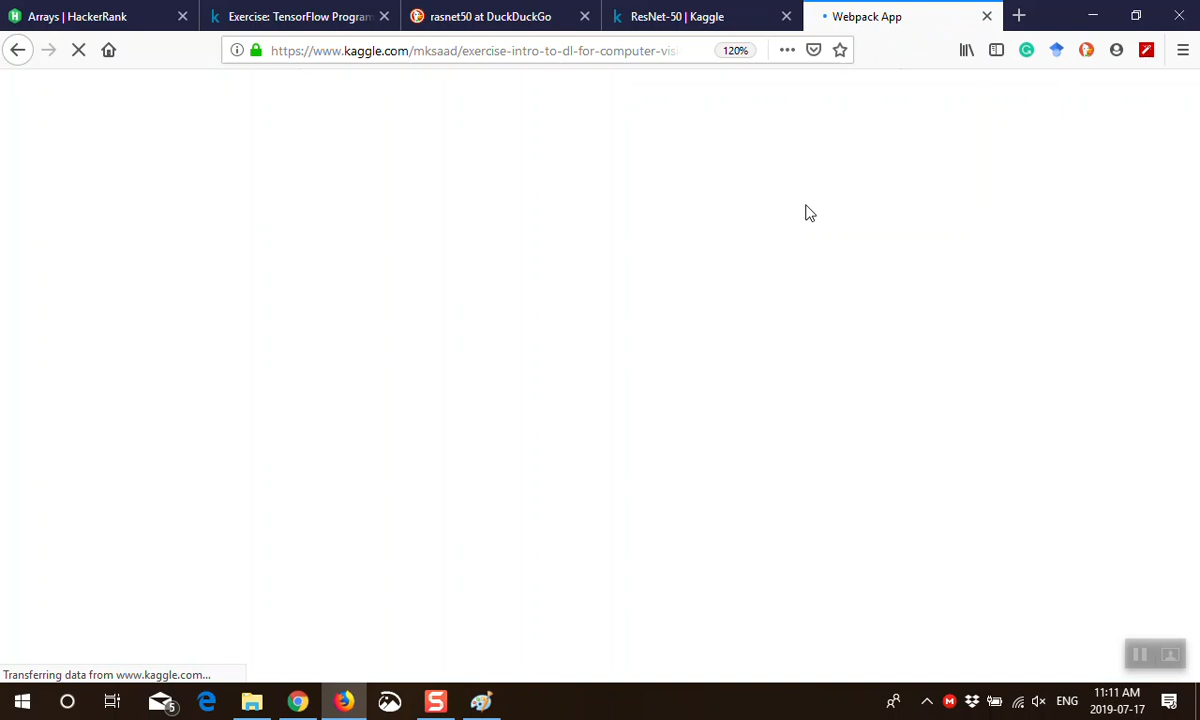 Arrays | HackerRank
Exercise: TensorFlow Program
rasnet50 at DuckDuckGo
ResNet-50 | Kaggle
Webpack App
https://www.kaggle.com/mksaad/exercise-intro-to-dl-for-computer-vis
120%
Transferring data from www.kaggle.com...
5
ENG
11:11 AM
2019-07-17